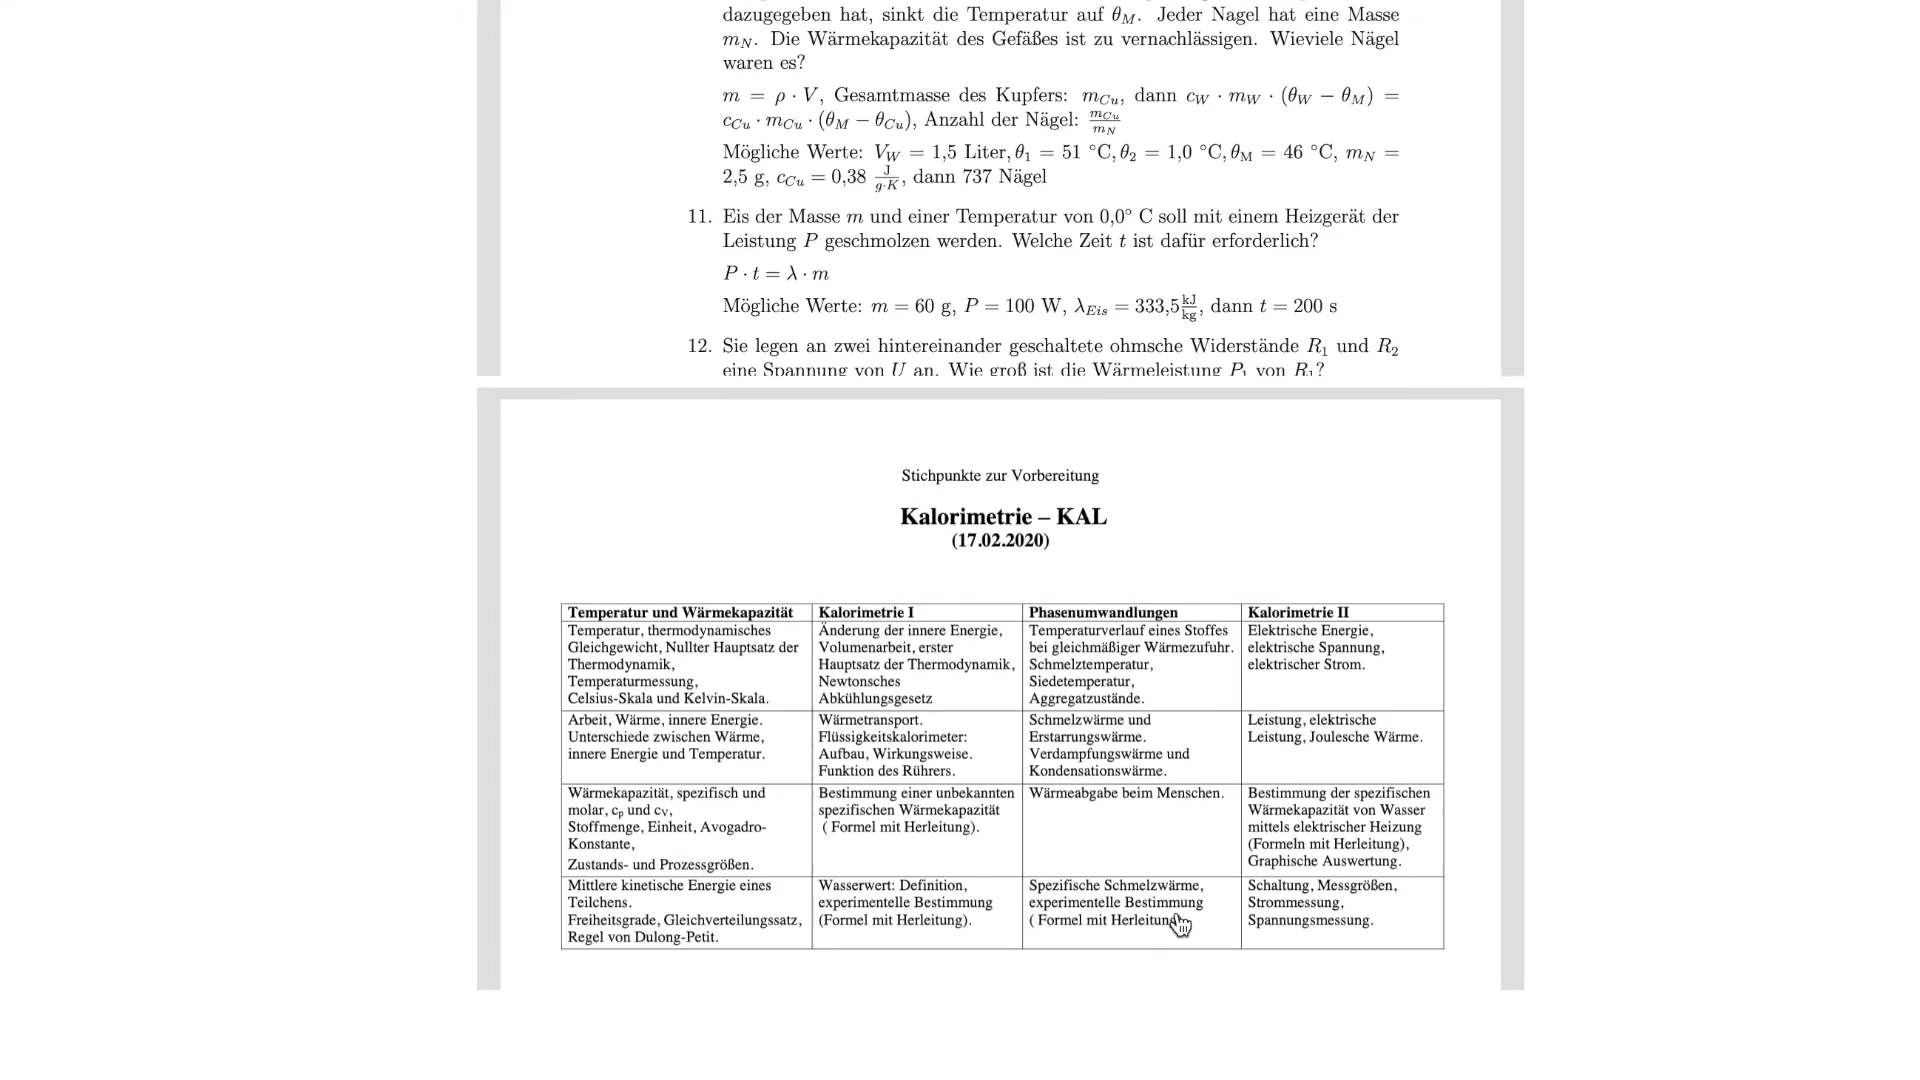 dazugegeben hat, sinkt die Temperatur auf θ_M. Jeder Nagel hat eine Masse
m_N. Die Wärmekapazität des Gefäßes ist zu vernachlässigen. Wieviele Nägel
waren es?
m = ρ · V, Gesamtmasse des Kupfers: m_Cu, dann c_W · m_W · (θ_W − θ_M) =
c_Cu · m_Cu · (θ_M − θ_Cu), Anzahl der Nägel: m_Cu/m_N
Mögliche Werte: V_W = 1,5 Liter, θ_1 = 51 °C, θ_2 = 1,0 °C, θ_M = 46 °C, m_N =
2,5 g, c_Cu = 0,38 J/g·K, dann 737 Nägel
11. Eis der Masse m und einer Temperatur von 0,0° C soll mit einem Heizgerät der
Leistung P geschmolzen werden. Welche Zeit t ist dafür erforderlich?
P · t = λ · m
Mögliche Werte: m = 60 g, P = 100 W, λ_Eis = 333,5 kJ/kg, dann t = 200 s
12. Sie legen an zwei hintereinander geschaltete ohmsche Widerstände R_1 und R_2
eine Spannung von U an. Wie groß ist die Wärmeleistung P_1 von R_1?
Stichpunkte zur Vorbereitung
Kalorimetrie – KAL
(17.02.2020)
Temperatur und Wärmekapazität
Temperatur, thermodynamisches
Gleichgewicht, Nullter Hauptsatz der
Thermodynamik,
Temperaturmessung,
Celsius-Skala und Kelvin-Skala.
Arbeit, Wärme, innere Energie.
Unterschiede zwischen Wärme,
innere Energie und Temperatur.
Wärmekapazität, spezifisch und
molar, c_p und c_V,
Stoffmenge, Einheit, Avogadro-
Konstante,
Zustands- und Prozessgrößen.
Mittlere kinetische Energie eines
Teilchens.
Freiheitsgrade, Gleichverteilungssatz,
Regel von Dulong-Petit.
Kalorimetrie I
Änderung der innere Energie,
Volumenarbeit, erster
Hauptsatz der Thermodynamik,
Newtonsches
Abkühlungsgesetz
Wärmetransport.
Flüssigkeitskalorimeter:
Aufbau, Wirkungsweise.
Funktion des Rührers.
Bestimmung einer unbekannten
spezifischen Wärmekapazität
( Formel mit Herleitung).
Wasserwert: Definition,
experimentelle Bestimmung
(Formel mit Herleitung).
Phasenumwandlungen
Temperaturverlauf eines Stoffes
bei gleichmäßiger Wärmezufuhr.
Schmelztemperatur,
Siedetemperatur,
Aggregatzustände.
Schmelzwärme und
Erstarrungswärme.
Verdampfungswärme und
Kondensationswärme.
Wärmeabgabe beim Menschen.
Spezifische Schmelzwärme,
experimentelle Bestimmung
( Formel mit Herleitung
Kalorimetrie II
Elektrische Energie,
elektrische Spannung,
elektrischer Strom.
Leistung, elektrische
Leistung, Joulesche Wärme.
Bestimmung der spezifischen
Wärmekapazität von Wasser
mittels elektrischer Heizung
(Formeln mit Herleitung),
Graphische Auswertung.
Schaltung, Messgrößen,
Strommessung,
Spannungsmessung.